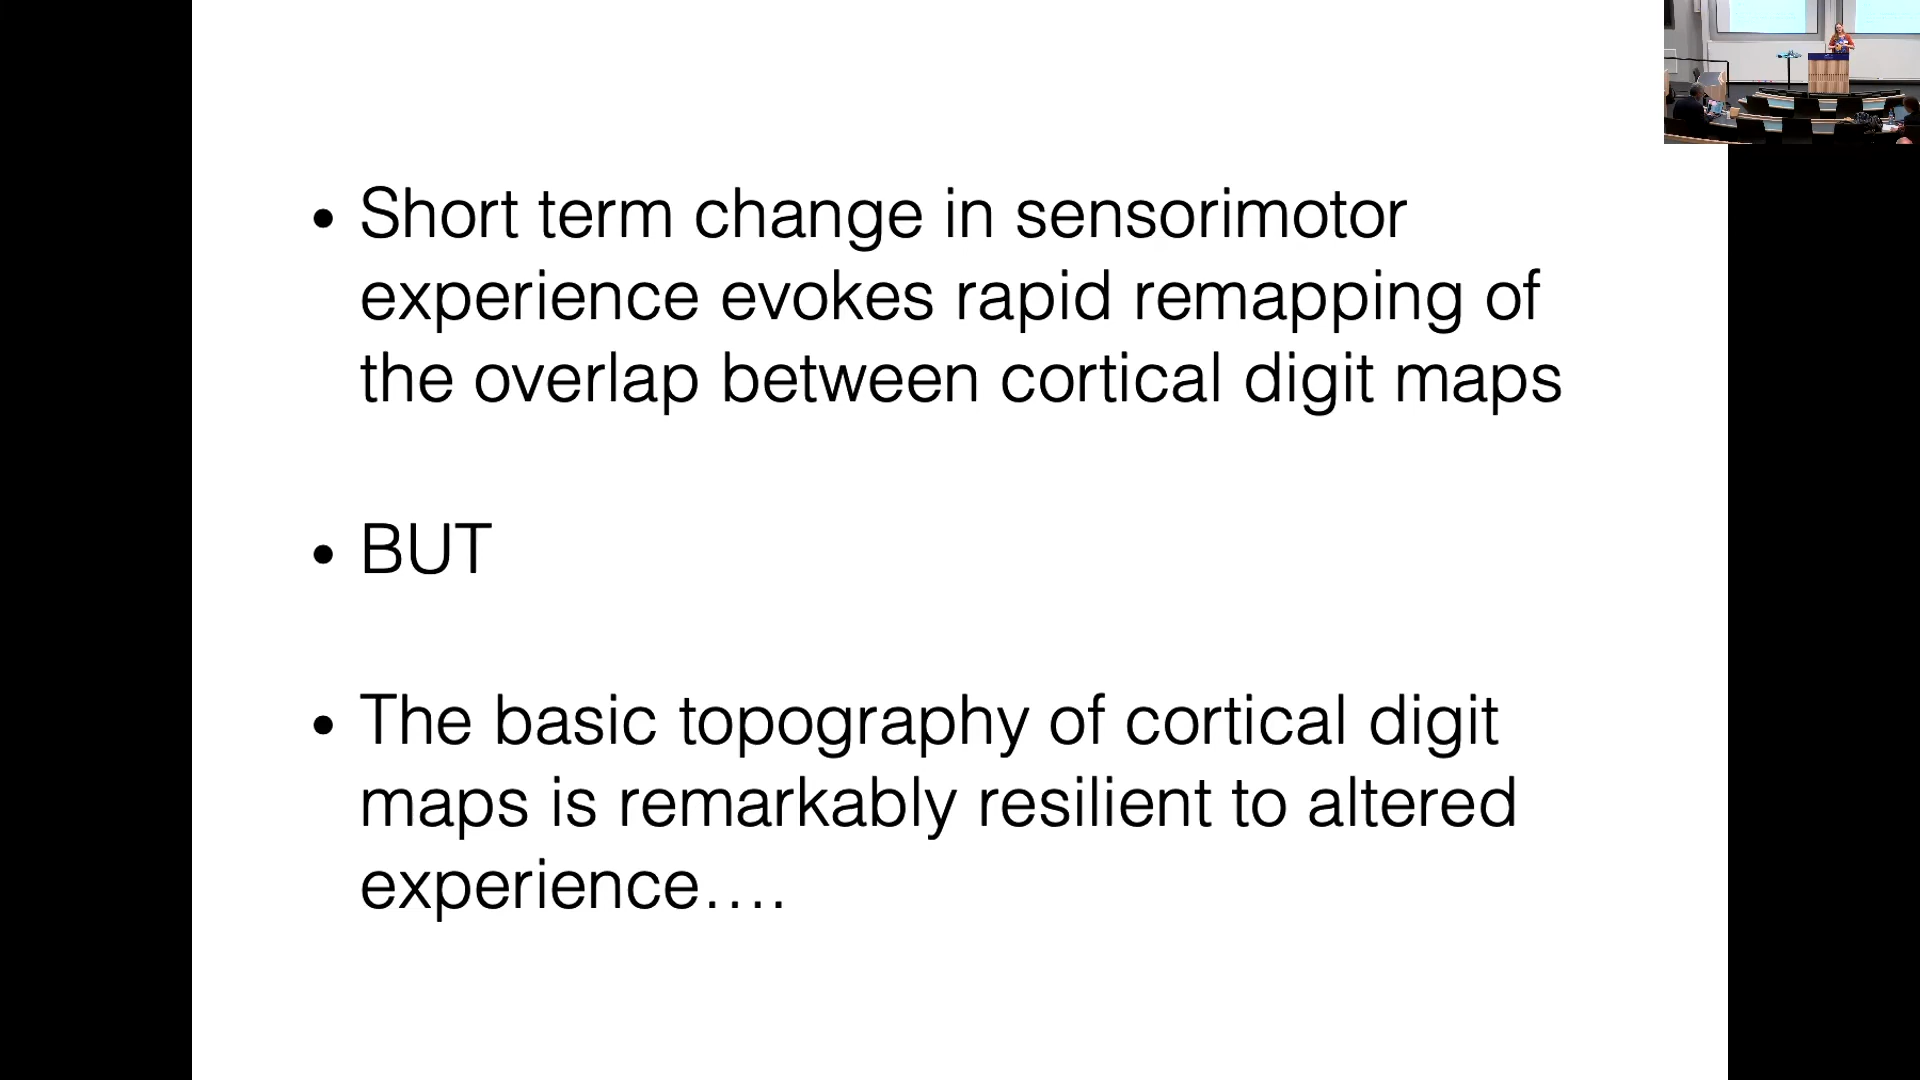 • Short term change in sensorimotor
experience evokes rapid remapping of
the overlap between cortical digit maps
• BUT
• The basic topography of cortical digit
maps is remarkably resilient to altered
experience….